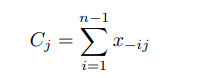 $C_j = \sum_{i=1}^{n-1} x_{-ij}$